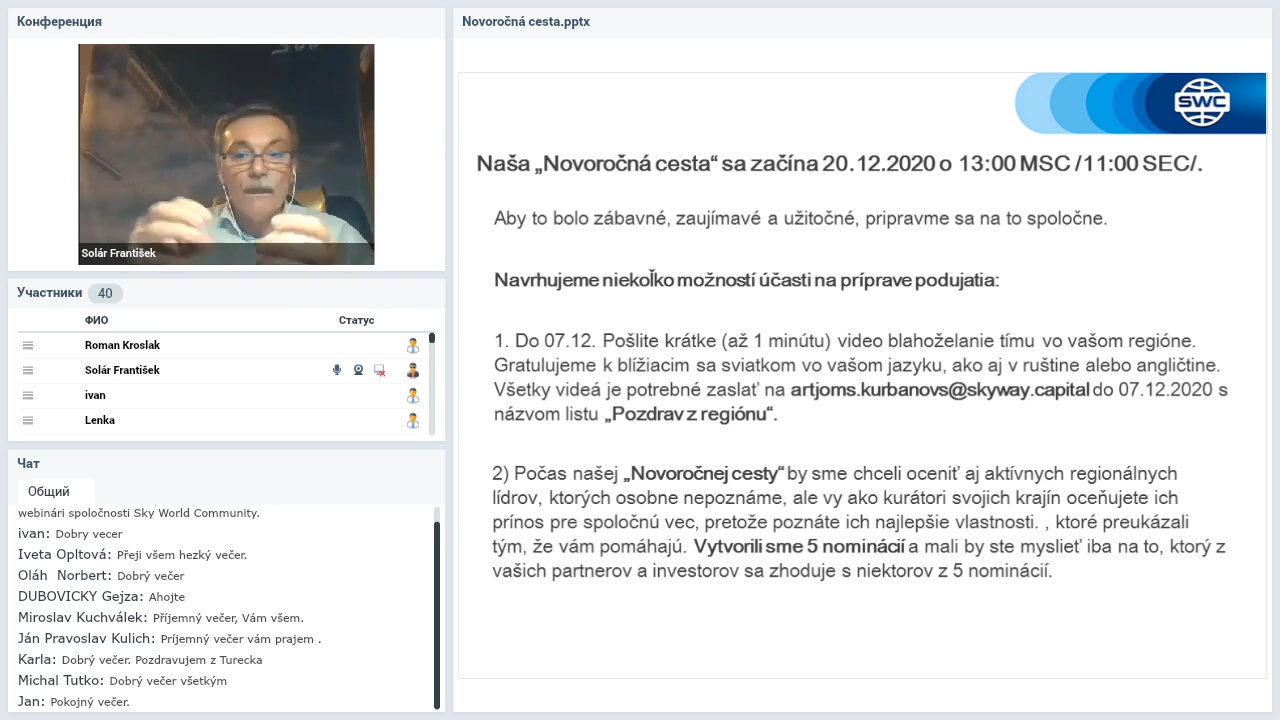 Конференция
Solár František
Участники 40
ФИО Статус
Roman Kroslak
Solár František
ivan
Lenka
Чат
Общий
webinári spoločnosti Sky World Community.
ivan: Dobry vecer
Iveta Opltová: Přeji všem hezký večer.
Oláh Norbert: Dobrý večer
DUBOVICKY Gejza: Ahojte
Miroslav Kuchválek: Příjemný večer, Vám všem.
Ján Pravoslav Kulich: Príjemný večer vám prajem .
Karla: Dobrý večer. Pozdravujem z Turecka
Michal Tutko: Dobrý večer všetkým
Jan: Pokojný večer.
Novoročná cesta.pptx
SWC
Naša „Novoročná cesta“ sa začína 20.12.2020 o 13:00 MSC /11:00 SEC/.
Aby to bolo zábavné, zaujímavé a užitočné, pripravme sa na to spoločne.
Navrhujeme niekoľko možností účasti na príprave podujatia:
1. Do 07.12. Pošlite krátke (až 1 minútu) video blahoželanie tímu vo vašom regióne.
Gratulujeme k blížiacim sa sviatkom vo vašom jazyku, ako aj v ruštine alebo angličtine.
Všetky videá je potrebné zaslať na artjoms.kurbanovs@skyway.capital do 07.12.2020 s
názvom listu „Pozdrav z regiónu“.
2) Počas našej „Novoročnej cesty“ by sme chceli oceniť aj aktívnych regionálnych
lídrov, ktorých osobne nepoznáme, ale vy ako kurátori svojich krajín oceňujete ich
prínos pre spoločnú vec, pretože poznáte ich najlepšie vlastnosti. , ktoré preukázali
tým, že vám pomáhajú. Vytvorili sme 5 nominácií a mali by ste myslieť iba na to, ktorý z
vašich partnerov a investorov sa zhoduje s niektorov z 5 nominácií.